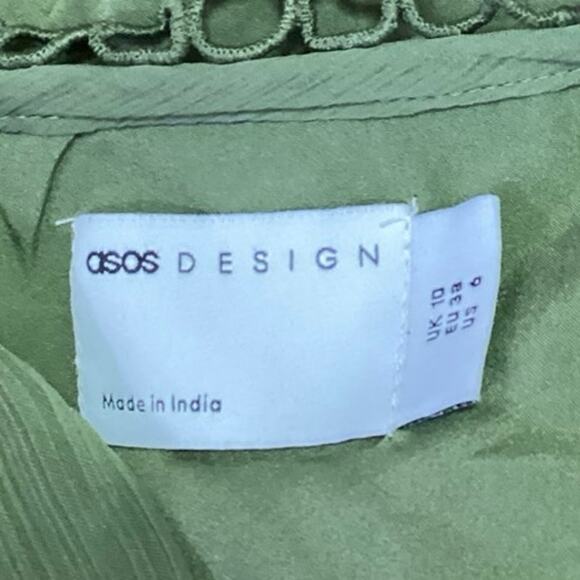 asos DESIGN
Made in India
UK 10
EU 38
US 6